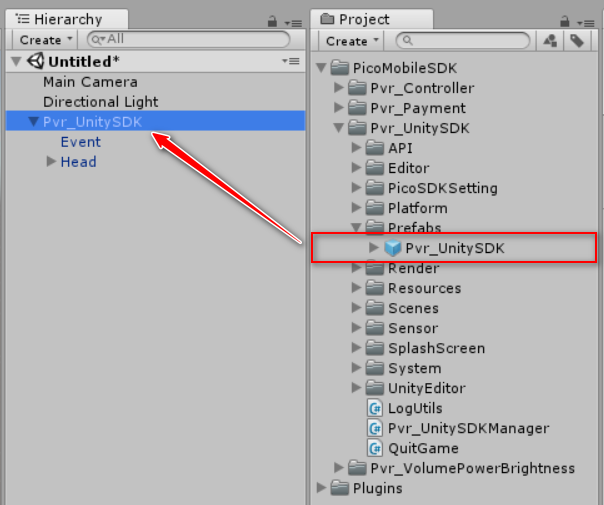 Hierarchy
Create
All
Untitled*
Main Camera
Directional Light
Pvr_UnitySDK
Event
Head
Project
Create
PicoMobileSDK
Pvr_Controller
Pvr_Payment
Pvr_UnitySDK
API
Editor
PicoSDKSetting
Platform
Prefabs
Pvr_UnitySDK
Render
Resources
Scenes
Sensor
SplashScreen
System
UnityEditor
LogUtils
Pvr_UnitySDKManager
QuitGame
Pvr_VolumePowerBrightness
Plugins